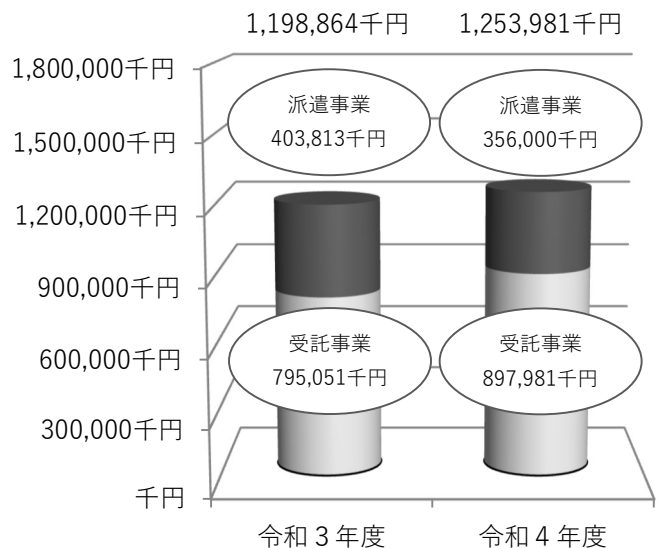 1,198,864千円 1,253,981千円
1,800,000千円
派遣事業 派遣事業
403,813千円 356,000千円
1,500,000千円
1,200,000千円
900,000千円
受託事業 受託事業
600,000千円
795,051千円 897,981千円
300,000千円
千円
令和3年度 令和4年度